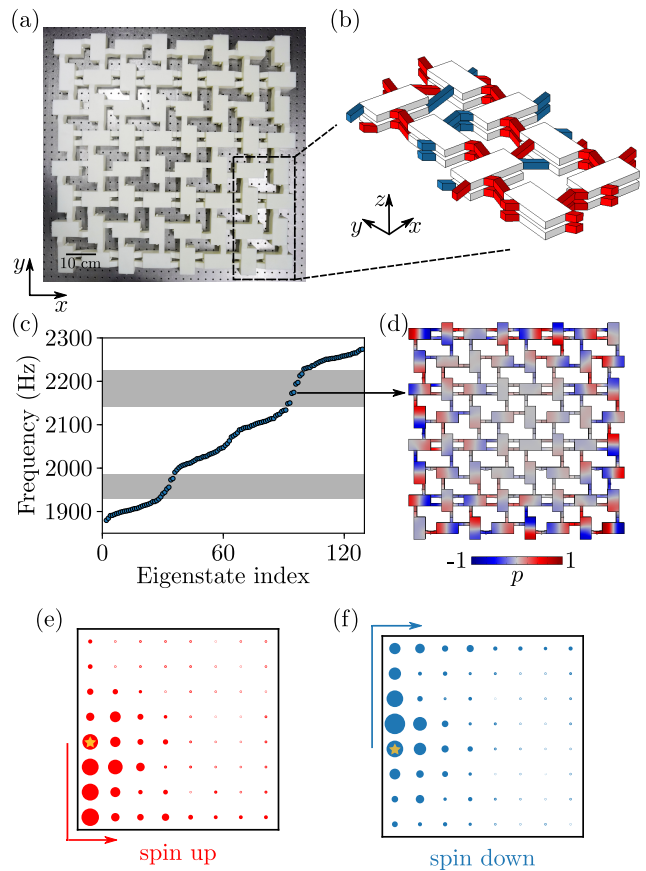 (a)
(b)
10 cm
y
x
z
y
x
(c)
(d)
Frequency (Hz)
2300
2200
2100
2000
1900
0
60
120
Eigenstate index
-1
1
p
(e)
(f)
spin up
spin down